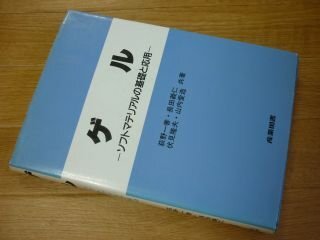 ゲル
―ソフトマテリアルの基礎と応用―
荻野一善・長田義仁
伏見隆夫・山内愛造 共著
産業図書